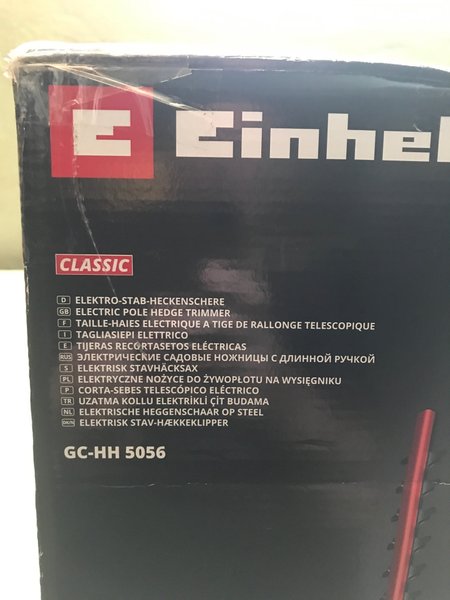 E Einhel
CLASSIC
D ELEKTRO-STAB-HECKENSCHERE
GB ELECTRIC POLE HEDGE TRIMMER
F TAILLE-HAIES ELECTRIQUE A TIGE DE RALLONGE TELESCOPIQUE
I TAGLIASIEPI ELETTRICO
E TIJERAS RECORTASETOS ELÉCTRICAS
RUS ЭЛЕКТРИЧЕСКИЕ САДОВЫЕ НОЖНИЦЫ С ДЛИННОЙ РУЧКОЙ
S ELEKTRISK STAVHÄCKSAX
PL ELEKTRYCZNE NOŻYCE DO ŻYWOPŁOTU NA WYSIĘGNIKU
P CORTA-SEBES TELESCÓPICO ELÉCTRICO
TR UZATMA KOLLU ELEKTRİKLİ ÇİT BUDAMA
NL ELEKTRISCHE HEGGENSCHAAR OP STEEL
DK/N ELEKTRISK STAV-HÆKKEKLIPPER
GC-HH 5056